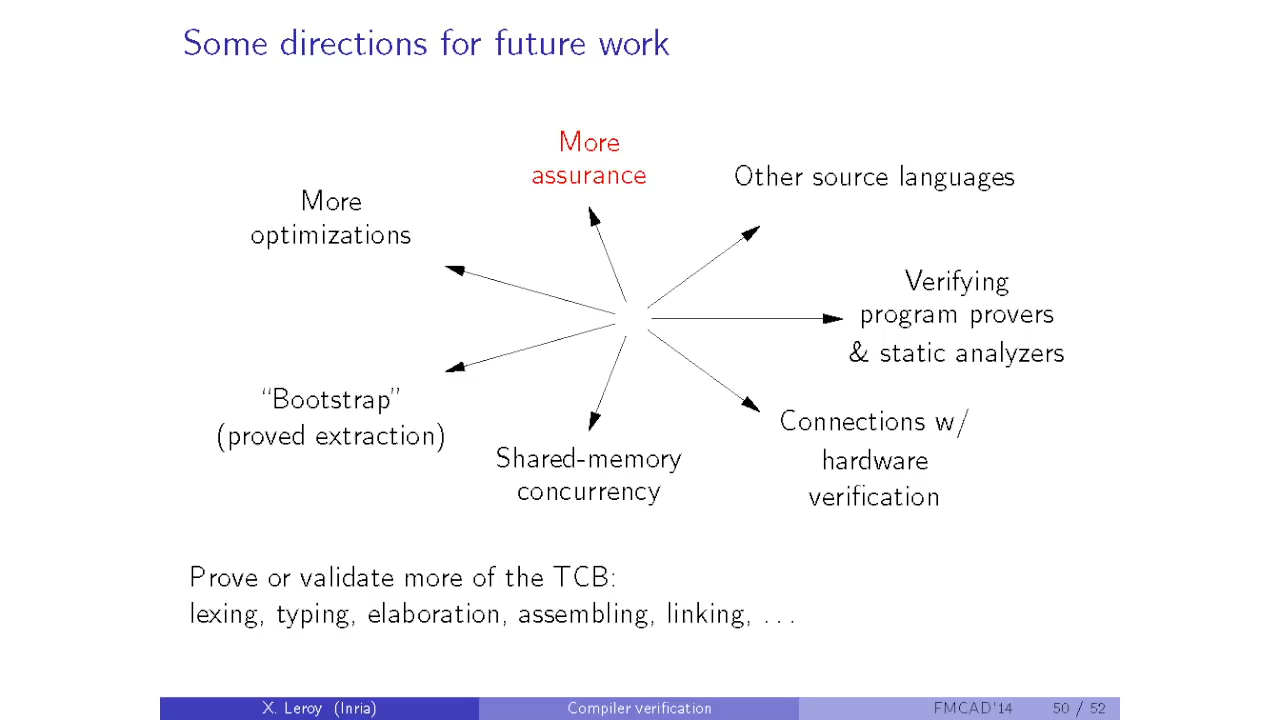 Some directions for future work
More
assurance
Other source languages
More
optimizations
Verifying
program provers
& static analyzers
“Bootstrap”
(proved extraction)
Connections w/
hardware
verification
Shared-memory
concurrency
Prove or validate more of the TCB:
lexing, typing, elaboration, assembling, linking, ...
X. Leroy (Inria) Compiler verification FMCAD'14 50 / 52